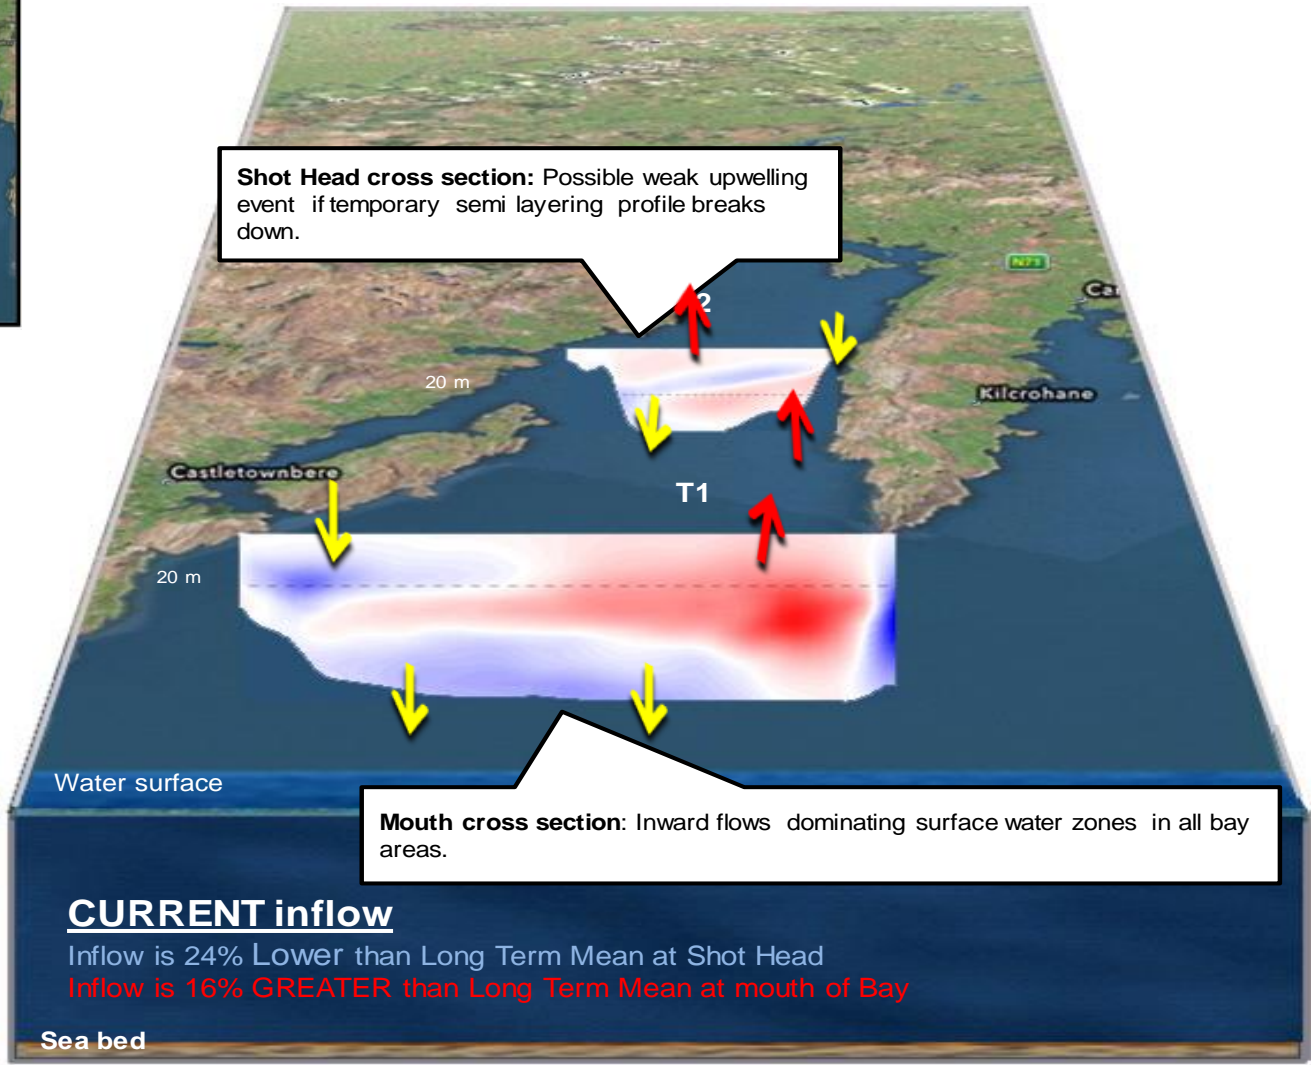 Shot Head cross section: Possible weak upwelling
event if temporary semi layering profile breaks
down.
N71
2
20 m
Kilcrohane
Castletownbere
T1
20 m
Water surface
Mouth cross section: Inward flows dominating surface water zones in all bay
areas.
CURRENT inflow
Inflow is 24% Lower than Long Term Mean at Shot Head
Inflow is 16% GREATER than Long Term Mean at mouth of Bay
Sea bed